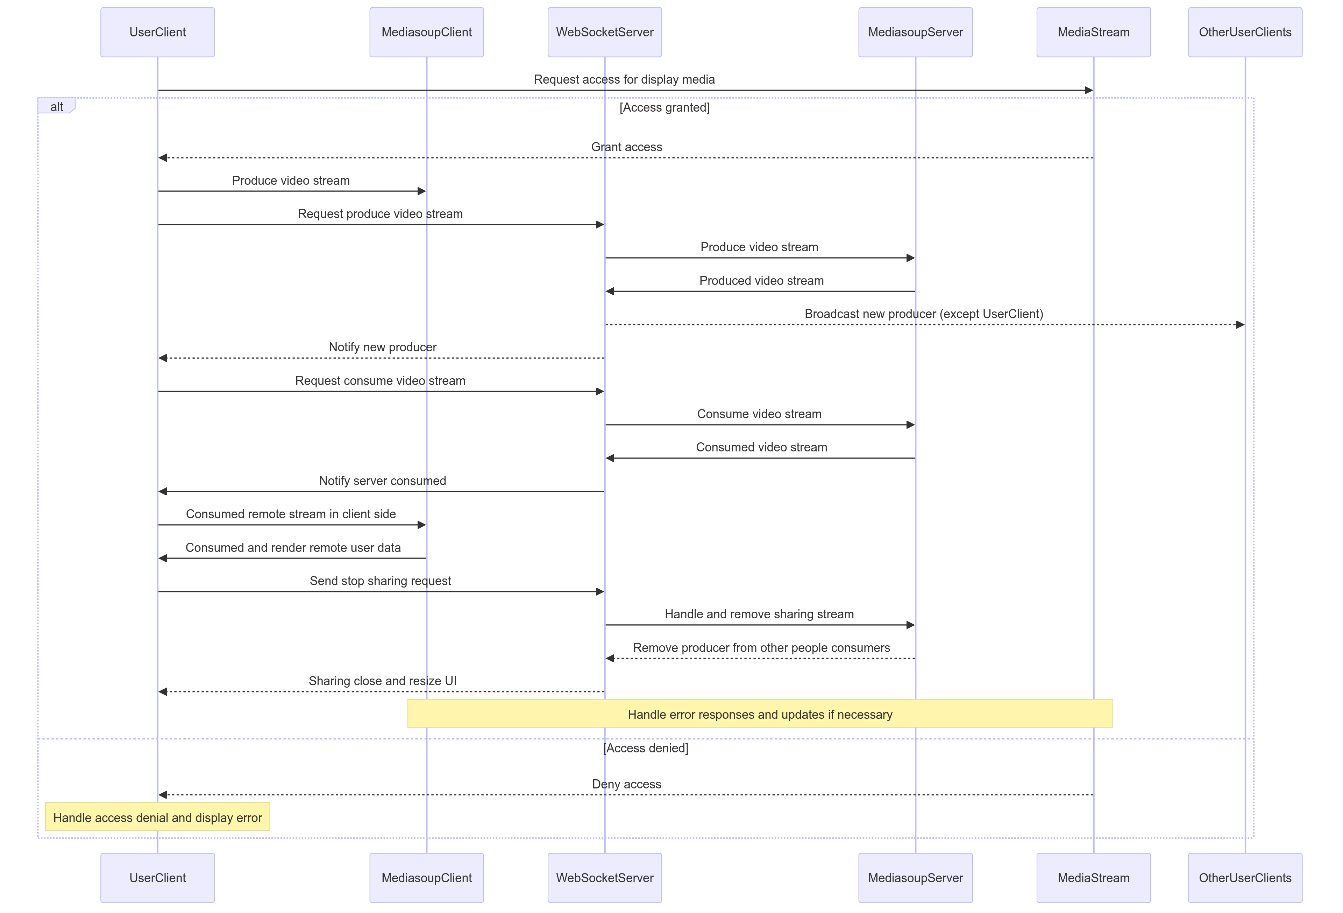 UserClient
MediasoupClient
WebSocketServer
MediasoupServer
MediaStream
OtherUserClients
Request access for display media
alt
[Access granted]
Grant access
Produce video stream
Request produce video stream
Produce video stream
Produced video stream
Broadcast new producer (except UserClient)
Notify new producer
Request consume video stream
Consume video stream
Consumed video stream
Notify server consumed
Consumed remote stream in client side
Consumed and render remote user data
Send stop sharing request
Handle and remove sharing stream
Remove producer from other people consumers
Sharing close and resize UI
Handle error responses and updates if necessary
[Access denied]
Deny access
Handle access denial and display error
UserClient
MediasoupClient
WebSocketServer
MediasoupServer
MediaStream
OtherUserClients